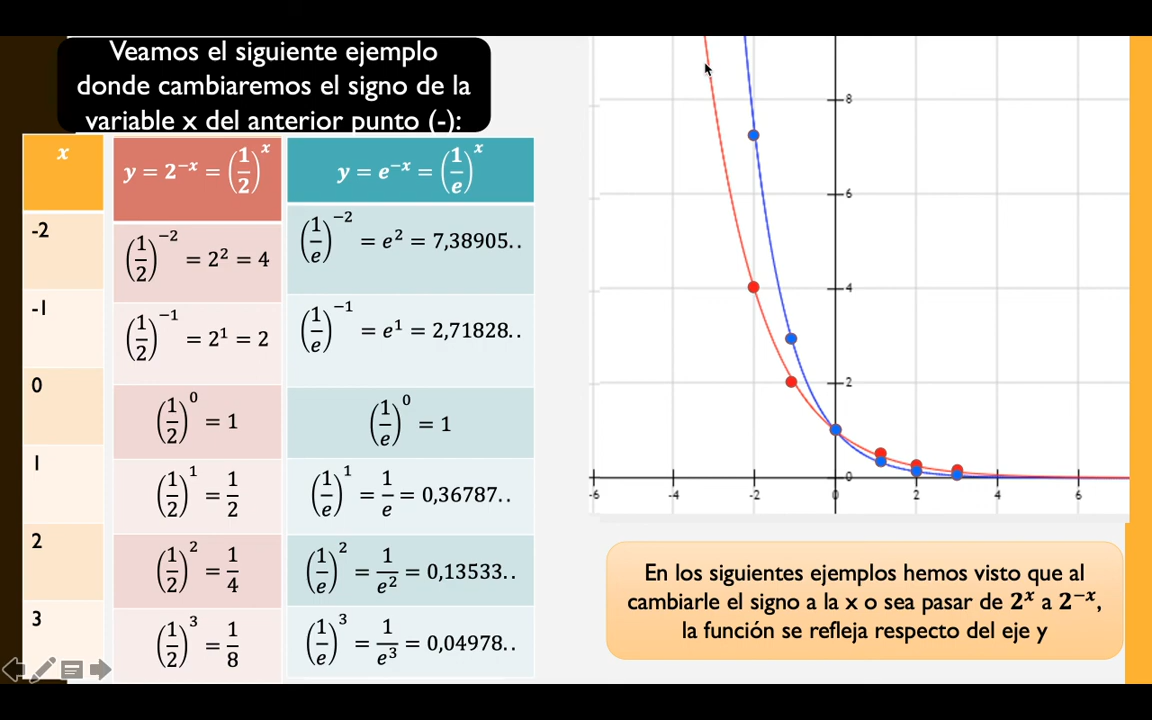 Veamos el siguiente ejemplo
donde cambiaremos el signo de la
variable x del anterior punto (-):
x
y = 2^{-x} = (1/2)^x
y = e^{-x} = (1/e)^x
-2
(1/2)^{-2} = 2^2 = 4
(1/e)^{-2} = e^2 = 7,38905..
-1
(1/2)^{-1} = 2^1 = 2
(1/e)^{-1} = e^1 = 2,71828..
0
(1/2)^0 = 1
(1/e)^0 = 1
1
(1/2)^1 = 1/2
(1/e)^1 = 1/e = 0,36787..
2
(1/2)^2 = 1/4
(1/e)^2 = 1/e^2 = 0,13533..
3
(1/2)^3 = 1/8
(1/e)^3 = 1/e^3 = 0,04978..
8
6
4
2
0
-6 -4 -2 0 2 4 6
En los siguientes ejemplos hemos visto que al
cambiarle el signo a la x o sea pasar de 2^x a 2^{-x},
la función se refleja respecto del eje y